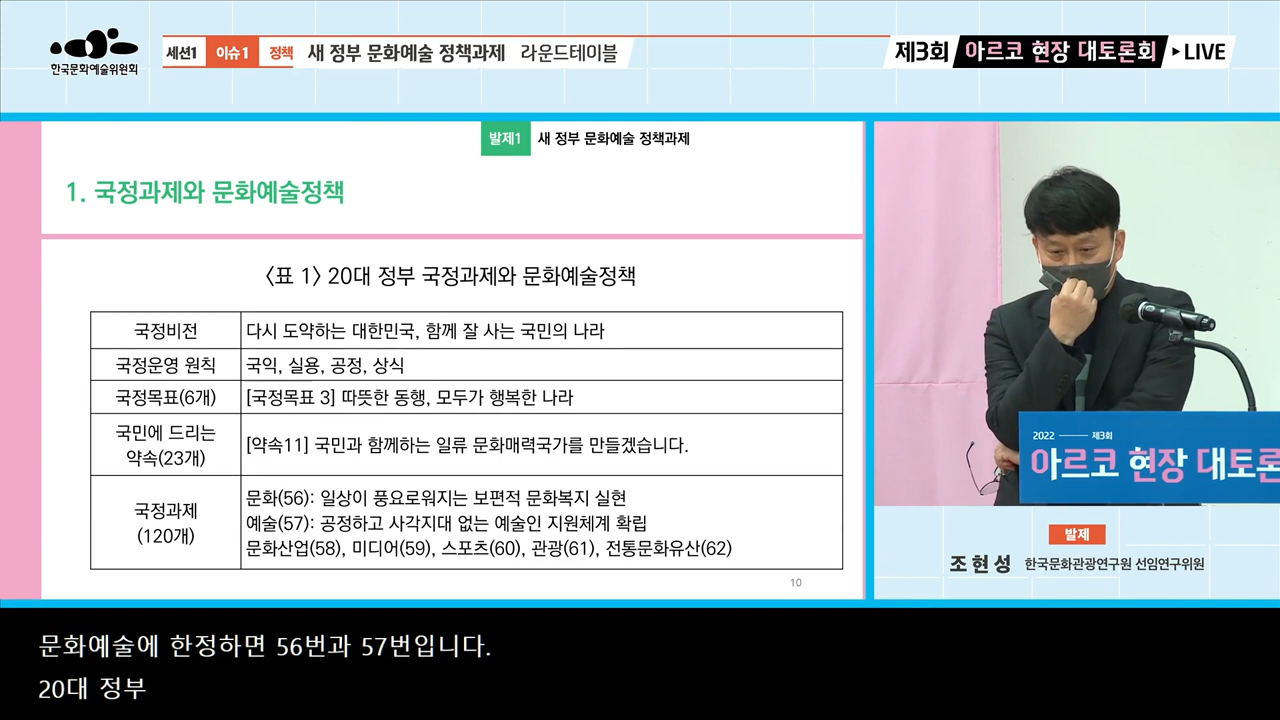 한국문화예술위원회
세션1 이슈1 정책 새 정부 문화예술 정책과제 라운드테이블
제3회 아르코 현장 대토론회 LIVE
발제1 새 정부 문화예술 정책과제
1. 국정과제와 문화예술정책
〈표 1〉 20대 정부 국정과제와 문화예술정책
국정비전 다시 도약하는 대한민국, 함께 잘 사는 국민의 나라
국정운영 원칙 국익, 실용, 공정, 상식
국정목표(6개) [국정목표 3] 따뜻한 동행, 모두가 행복한 나라
국민에 드리는
약속(23개)
[약속11] 국민과 함께하는 일류 문화매력국가를 만들겠습니다.
국정과제
(120개)
문화(56): 일상이 풍요로워지는 보편적 문화복지 실현
예술(57): 공정하고 사각지대 없는 예술인 지원체계 확립
문화산업(58), 미디어(59), 스포츠(60), 관광(61), 전통문화유산(62)
10
2022 제3회
아르코 현장 대토론
발제
조현성 한국문화관광연구원 선임연구위원
문화예술에 한정하면 56번과 57번입니다.
20대 정부